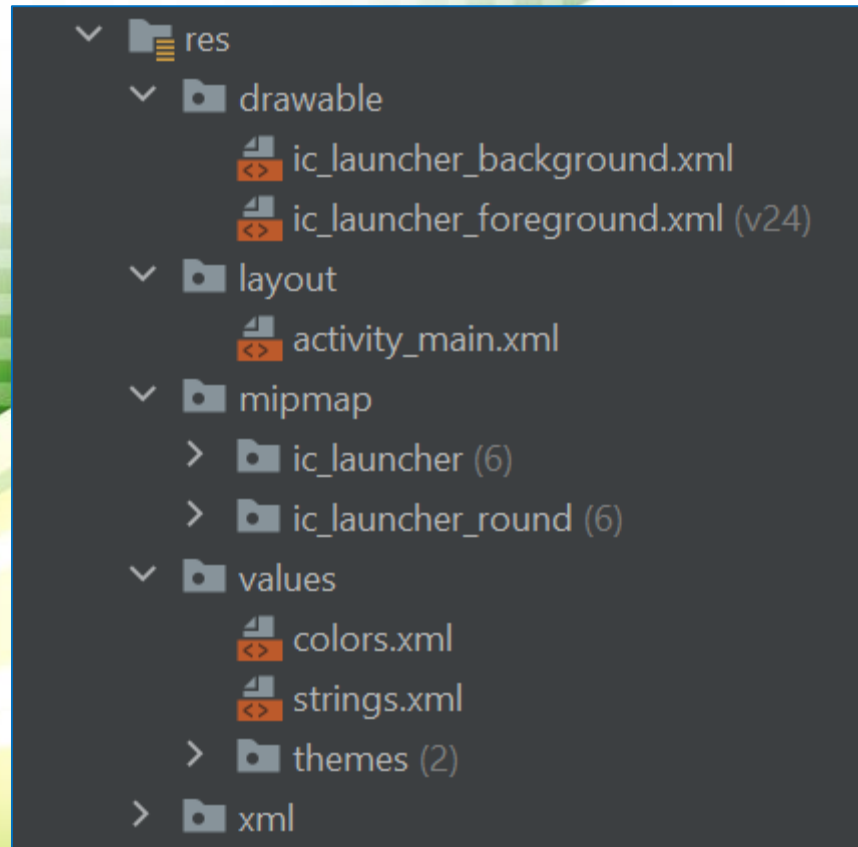 res
drawable
ic_launcher_background.xml
ic_launcher_foreground.xml (v24)
layout
activity_main.xml
mipmap
ic_launcher (6)
ic_launcher_round (6)
values
colors.xml
strings.xml
themes (2)
xml